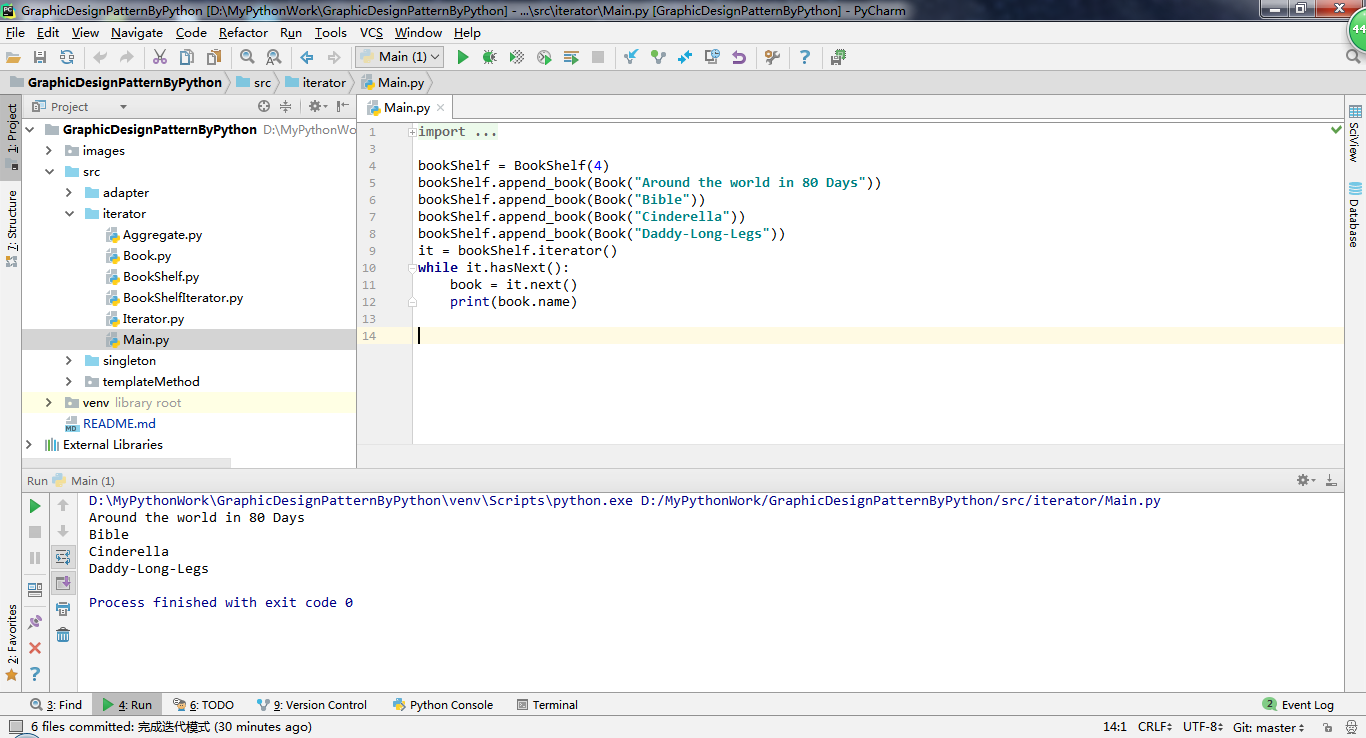 GraphicDesignPatternByPython [D:\MyPythonWork\GraphicDesignPatternByPython] - ...\src\iterator\Main.py [GraphicDesignPatternByPython] - PyCharm
44
File Edit View Navigate Code Refactor Run Tools VCS Window Help
Main (1)
GraphicDesignPatternByPython src iterator Main.py
Project
Main.py
1: Project
7: Structure
2: Favorites
GraphicDesignPatternByPython D:\MyPythonWo
images
src
adapter
iterator
Aggregate.py
Book.py
BookShelf.py
BookShelfIterator.py
Iterator.py
Main.py
singleton
templateMethod
venv library root
README.md
External Libraries
1 import ...
3
4 bookShelf = BookShelf(4)
5 bookShelf.append_book(Book("Around the world in 80 Days"))
6 bookShelf.append_book(Book("Bible"))
7 bookShelf.append_book(Book("Cinderella"))
8 bookShelf.append_book(Book("Daddy-Long-Legs"))
9 it = bookShelf.iterator()
10 while it.hasNext():
11 book = it.next()
12 print(book.name)
13
14
SciView
Database
Run Main (1)
D:\MyPythonWork\GraphicDesignPatternByPython\venv\Scripts\python.exe D:/MyPythonWork/GraphicDesignPatternByPython/src/iterator/Main.py
Around the world in 80 Days
Bible
Cinderella
Daddy-Long-Legs
Process finished with exit code 0
3: Find 4: Run 6: TODO 9: Version Control Python Console Terminal 2 Event Log
6 files committed: 完成迭代模式 (30 minutes ago) 14:1 CRLF UTF-8 Git: master